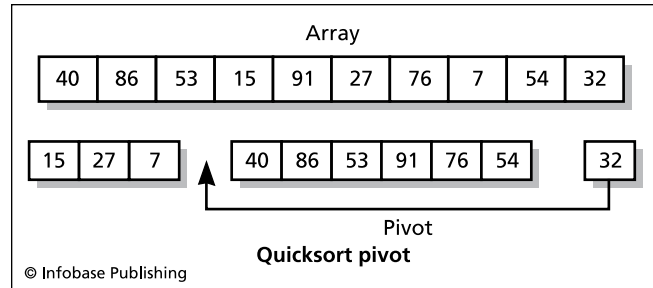 Array
40 86 53 15 91 27 76 7 54 32
15 27 7 40 86 53 91 76 54 32
Pivot
Quicksort pivot
© Infobase Publishing